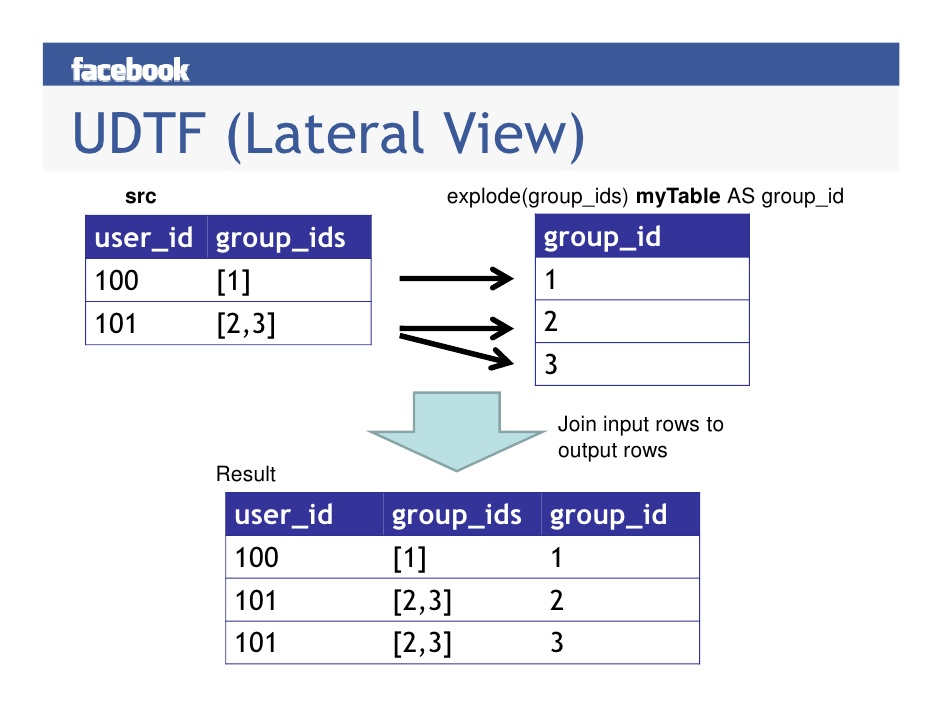 facebook
UDTF (Lateral View)
src
explode(group_ids) myTable AS group_id
user_id group_ids
100 [1]
101 [2,3]
group_id
1
2
3
Join input rows to
output rows
Result
user_id group_ids group_id
100 [1] 1
101 [2,3] 2
101 [2,3] 3